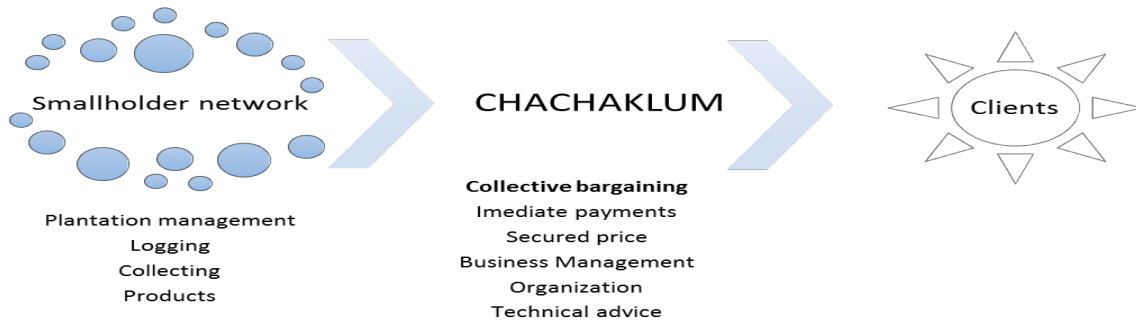 Smallholder network
CHACHAKLUM
Clients
Plantation management
Logging
Collecting
Products
Collective bargaining
Imediate payments
Secured price
Business Management
Organization
Technical advice